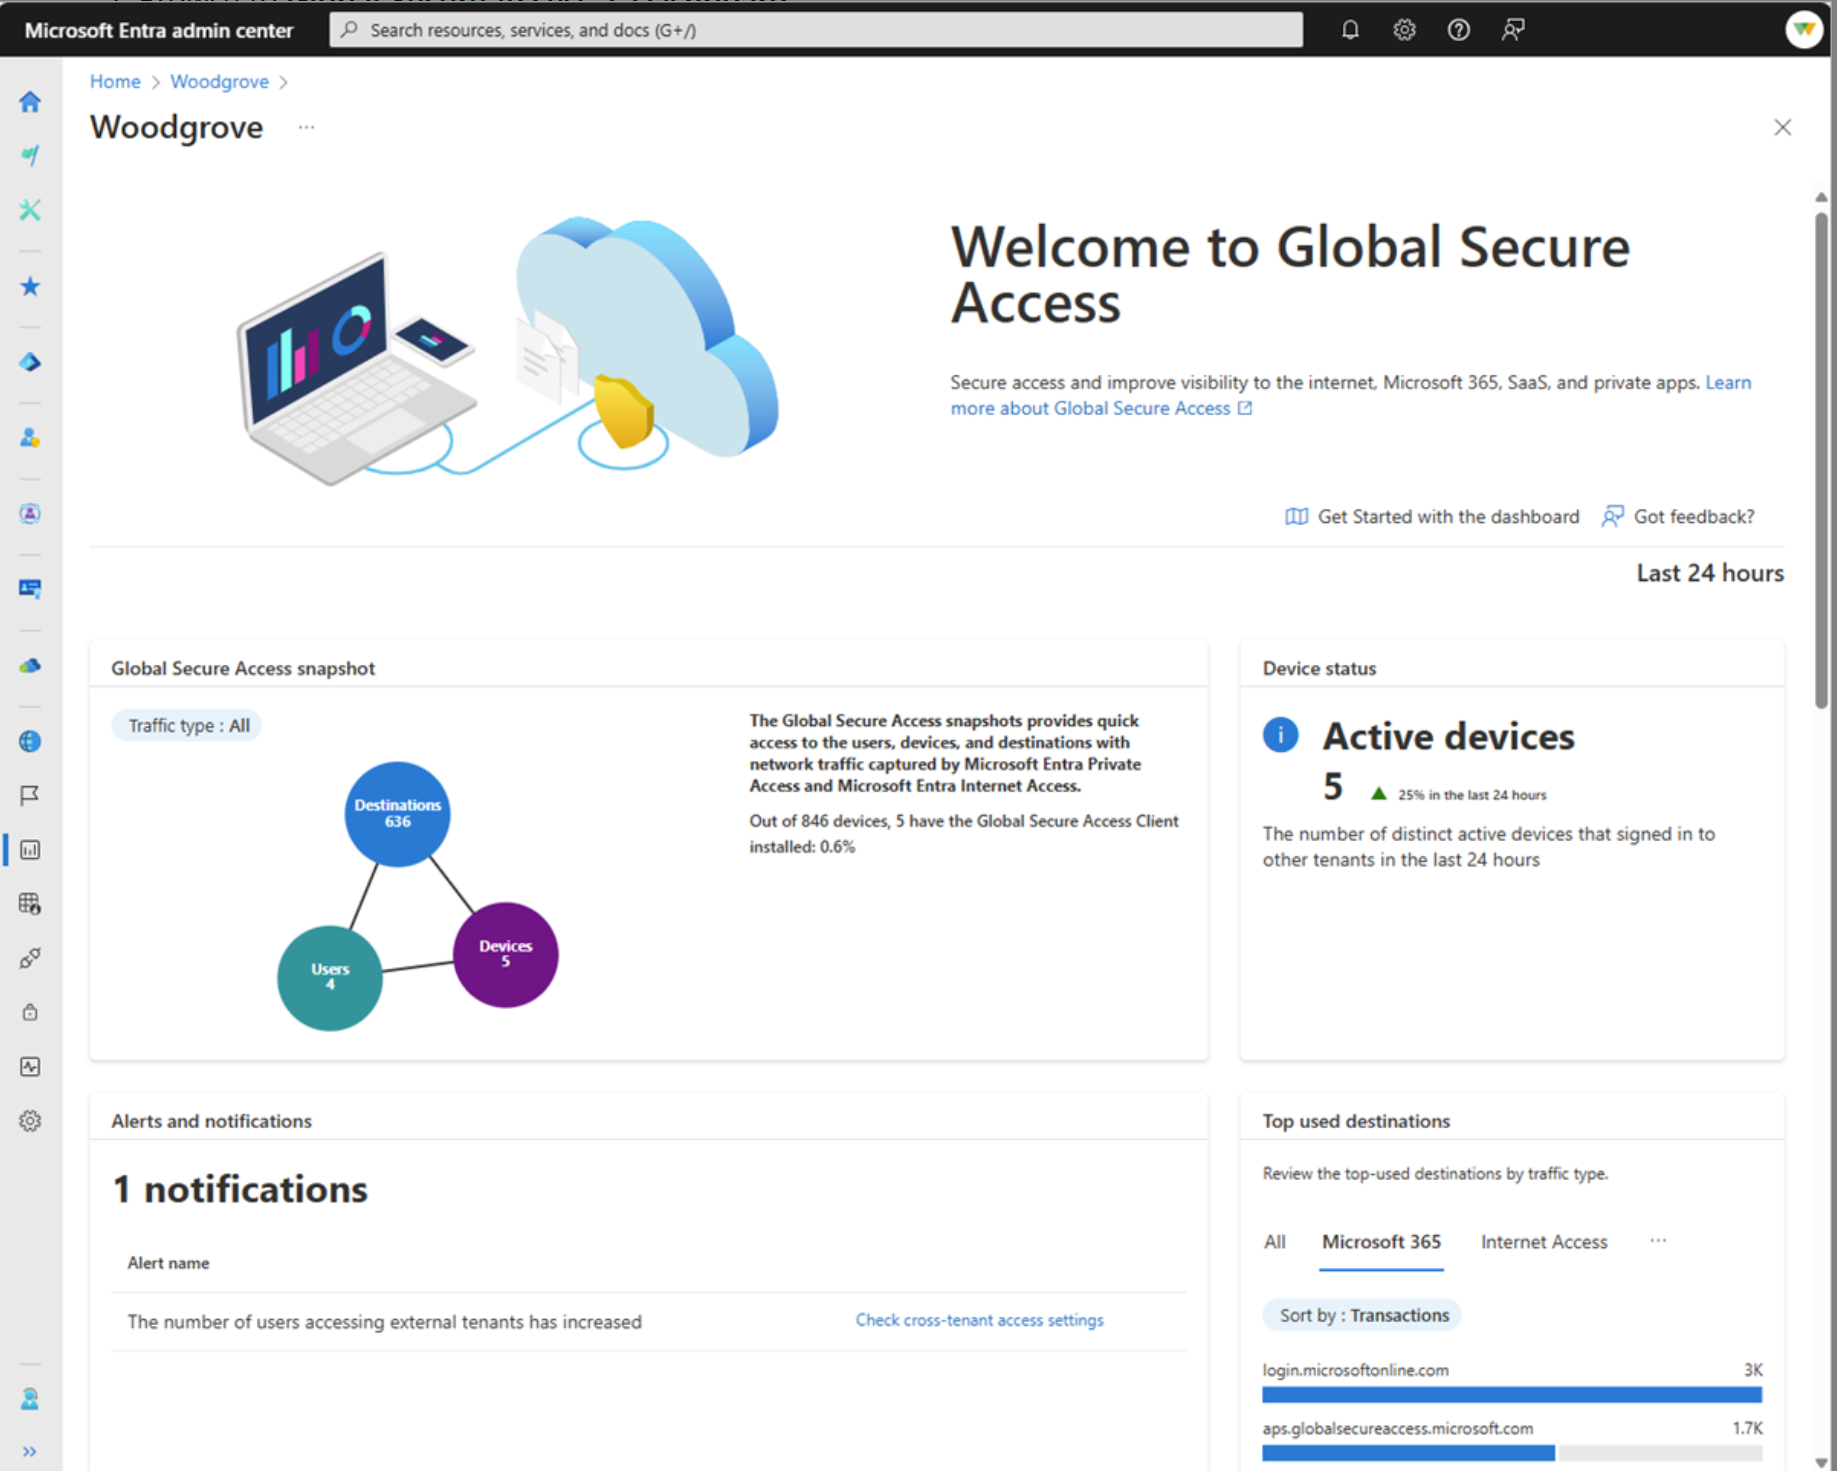 Microsoft Entra admin center
Search resources, services, and docs (G+/)
Home > Woodgrove >
Woodgrove ...
Welcome to Global Secure
Access
Secure access and improve visibility to the internet, Microsoft 365, SaaS, and private apps. Learn
more about Global Secure Access
Get Started with the dashboard
Got feedback?
Last 24 hours
Global Secure Access snapshot
Traffic type : All
Destinations
636
Users
4
Devices
5
The Global Secure Access snapshots provides quick
access to the users, devices, and destinations with
network traffic captured by Microsoft Entra Private
Access and Microsoft Entra Internet Access.
Out of 846 devices, 5 have the Global Secure Access Client
installed: 0.6%
Device status
Active devices
5
25% in the last 24 hours
The number of distinct active devices that signed in to
other tenants in the last 24 hours
Alerts and notifications
1 notifications
Alert name
The number of users accessing external tenants has increased
Check cross-tenant access settings
Top used destinations
Review the top-used destinations by traffic type.
All
Microsoft 365
Internet Access
...
Sort by : Transactions
login.microsoftonline.com
3K
aps.globalsecureaccess.microsoft.com
1.7K